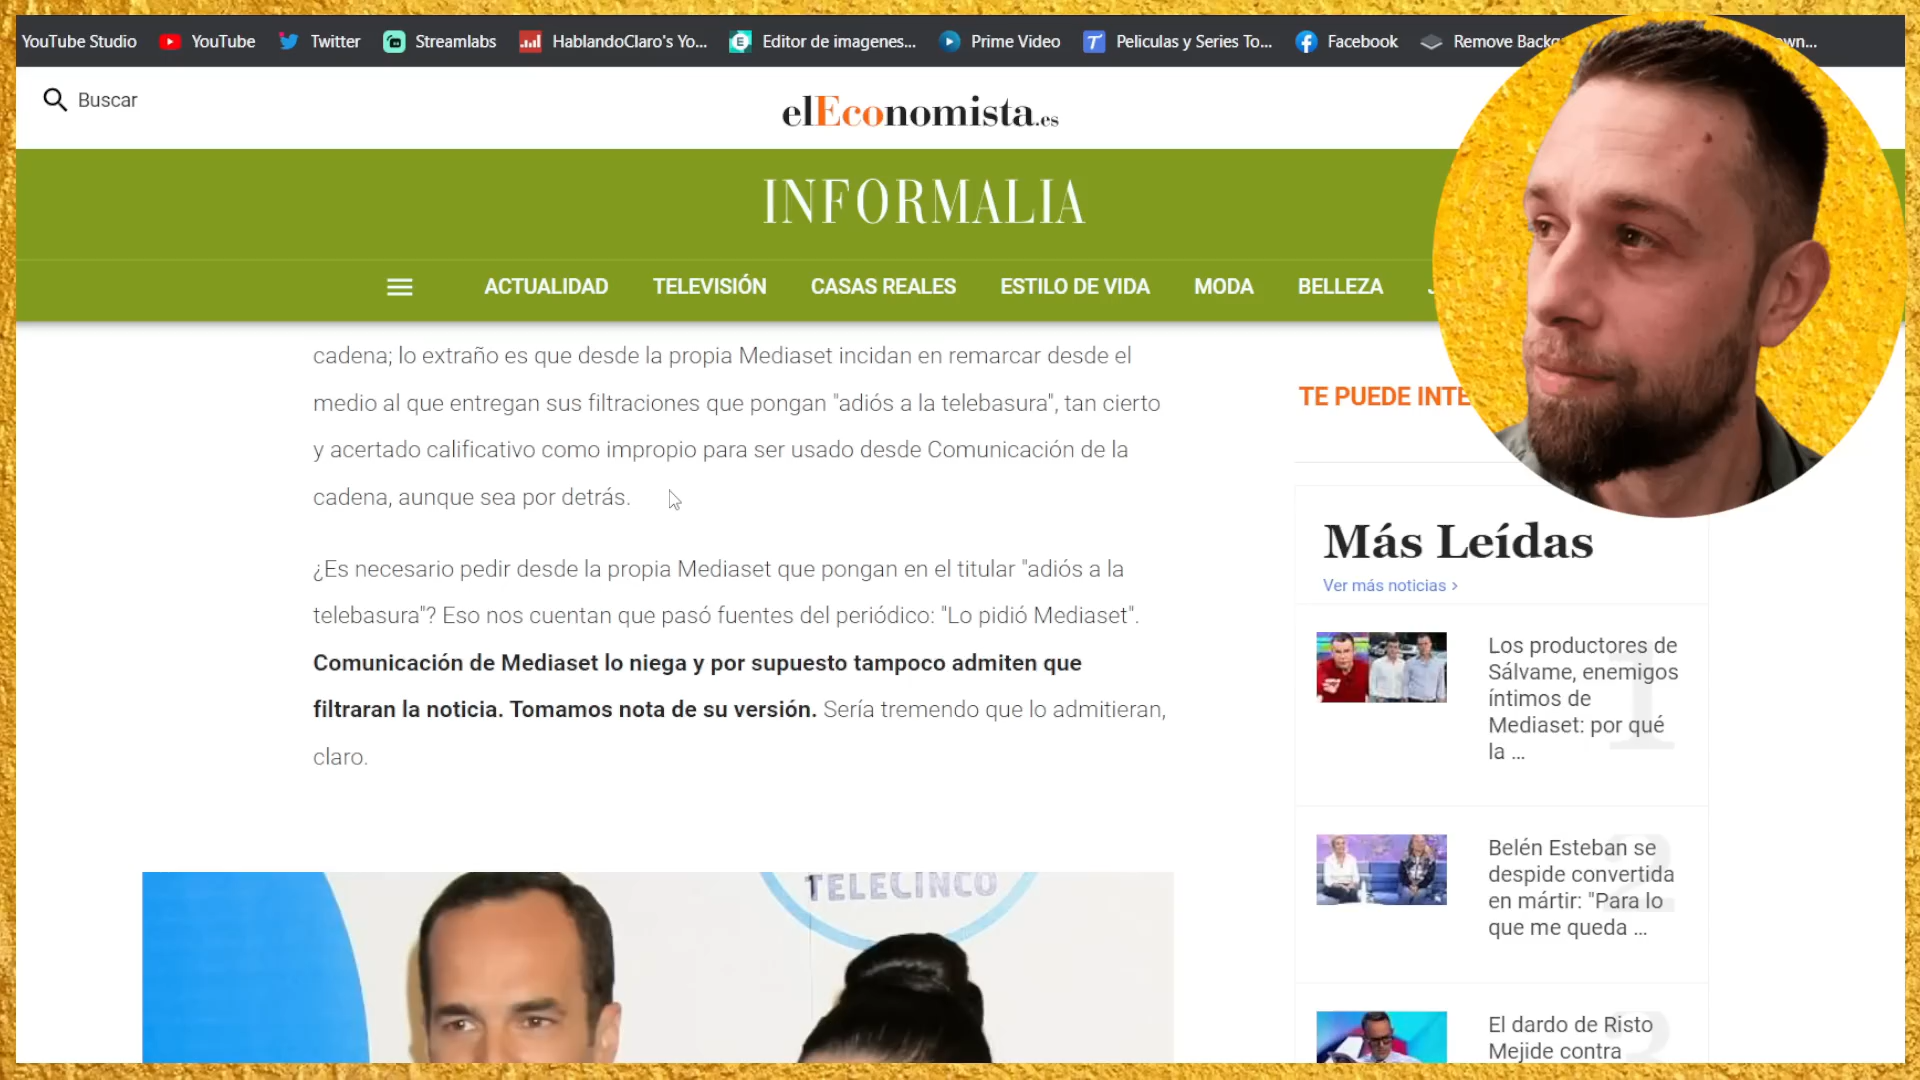 YouTube Studio YouTube Twitter Streamlabs HablandoClaro's Yo... Editor de imagenes... Prime Video Peliculas y Series To... Facebook Remove Backg
Buscar
elEconomista.es
INFORMALIA
ACTUALIDAD TELEVISIÓN CASAS REALES ESTILO DE VIDA MODA BELLEZA
cadena; lo extraño es que desde la propia Mediaset incidan en remarcar desde el
medio al que entregan sus filtraciones que pongan "adiós a la telebasura", tan cierto
y acertado calificativo como impropio para ser usado desde Comunicación de la
cadena, aunque sea por detrás.
¿Es necesario pedir desde la propia Mediaset que pongan en el titular "adiós a la
telebasura"? Eso nos cuentan que pasó fuentes del periódico: "Lo pidió Mediaset".
Comunicación de Mediaset lo niega y por supuesto tampoco admiten que
filtraran la noticia. Tomamos nota de su versión. Sería tremendo que lo admitieran,
claro.
TELECINCO
TE PUEDE INTE
Más Leídas
Ver más noticias >
1
Los productores de
Sálvame, enemigos
íntimos de
Mediaset: por qué
la ...
2
Belén Esteban se
despide convertida
en mártir: "Para lo
que me queda ...
3
El dardo de Risto
Mejide contra